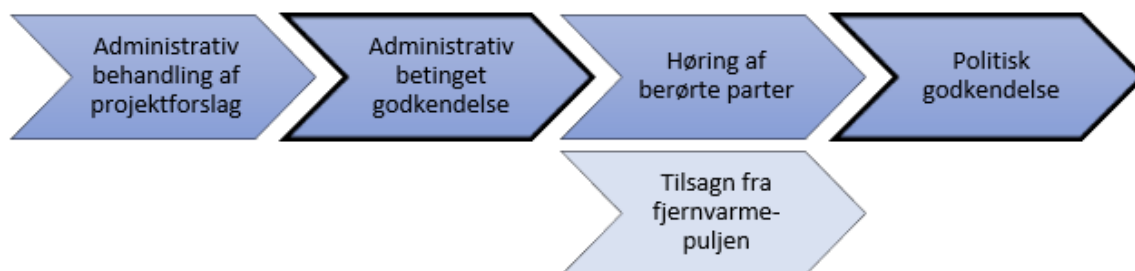 Administrativ
behandling af
projektforslag
Administrativ
betinget
godkendelse
Høring af
berørte parter
Politisk
godkendelse
Tilsagn fra
fjernvarme-
puljen